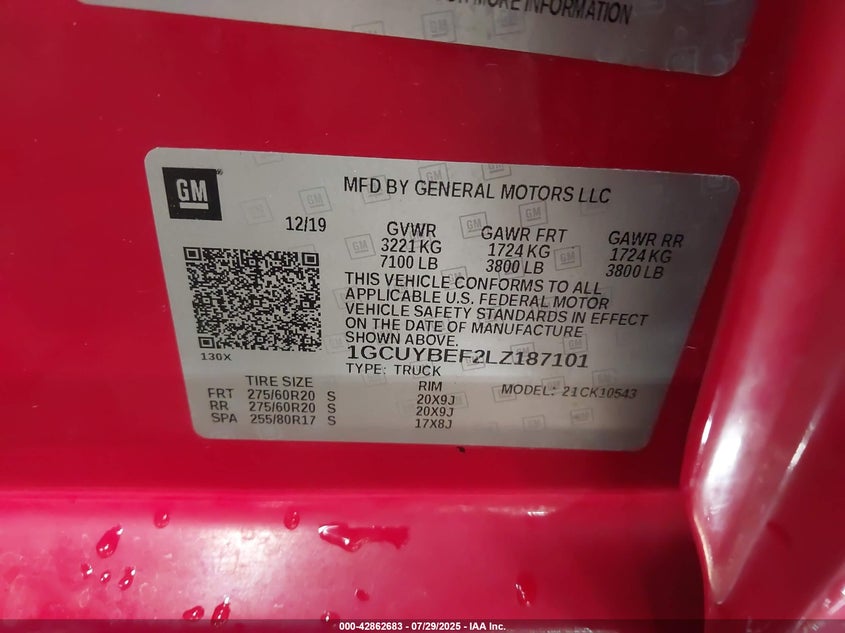 FOR MORE INFORMATION
GM
MFD BY GENERAL MOTORS LLC
12/19
GVWR
3221 KG
7100 LB
GAWR FRT
1724 KG
3800 LB
GAWR RR
1724 KG
3800 LB
THIS VEHICLE CONFORMS TO ALL
APPLICABLE U.S. FEDERAL MOTOR
VEHICLE SAFETY STANDARDS IN EFFECT
ON THE DATE OF MANUFACTURE
SHOWN ABOVE.
130X
1GCUYBEF2LZ187101
TYPE: TRUCK
MODEL: 21CK10543
TIRE SIZE RIM
FRT 275/60R20 S 20X9J
RR 275/60R20 S 20X9J
SPA 255/80R17 S 17X8J
000-42862683 | 07/29/2025 - IAA Inc.